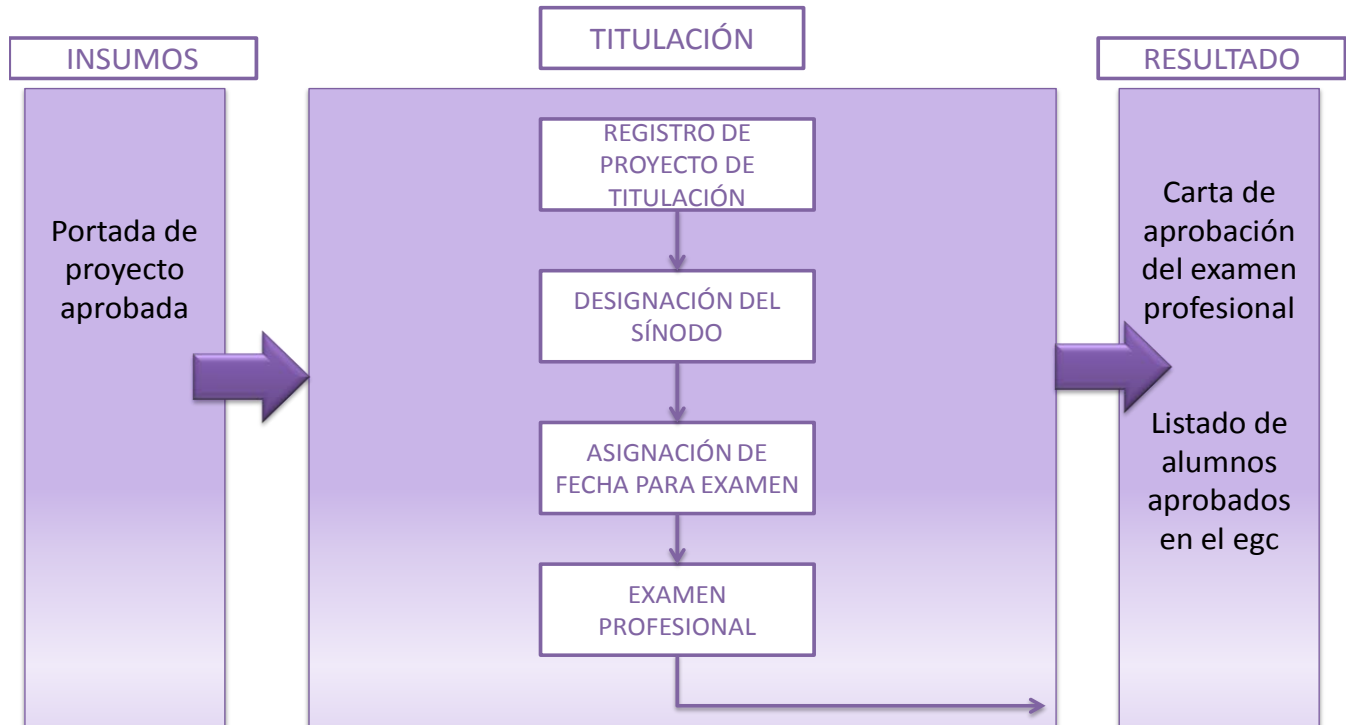 INSUMOS
TITULACIÓN
RESULTADO
Portada de
proyecto
aprobada
REGISTRO DE
PROYECTO DE
TITULACIÓN
DESIGNACIÓN DEL
SÍNODO
ASIGNACIÓN DE
FECHA PARA EXAMEN
EXAMEN
PROFESIONAL
Carta de
aprobación
del examen
profesional
Listado de
alumnos
aprobados
en el egc